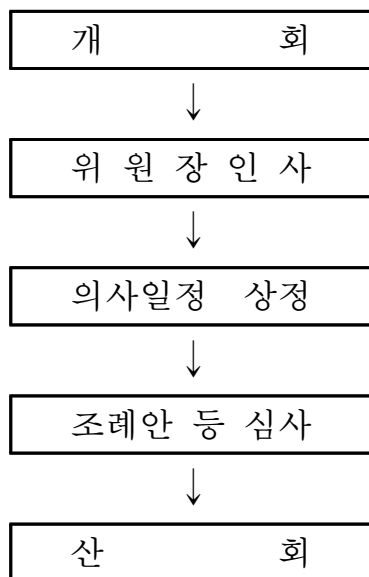 개 회
↓
위 원 장 인 사
↓
의사일정 상정
↓
조례안 등 심사
↓
산 회